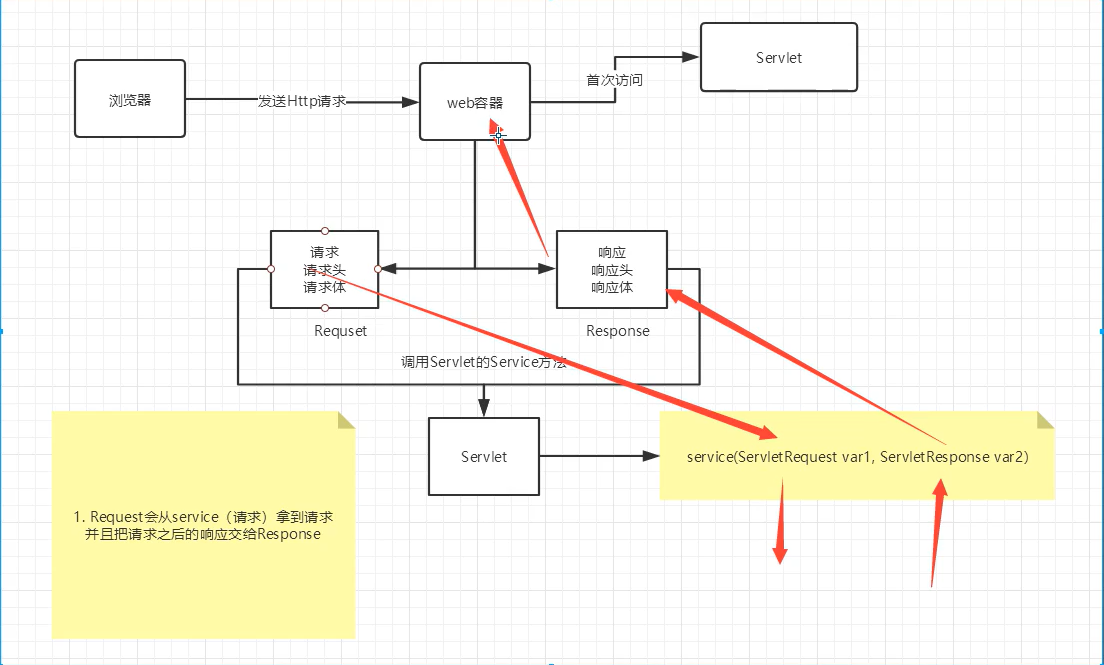 Servlet
首次访问
浏览器
发送Http请求
web容器
请求
请求头
请求体
响应
响应头
响应体
Requset
Response
调用Servlet的Service方法
Servlet
service(ServletRequest var1, ServletResponse var2)
1. Request会从service（请求）拿到请求
并且把请求之后的响应交给Response